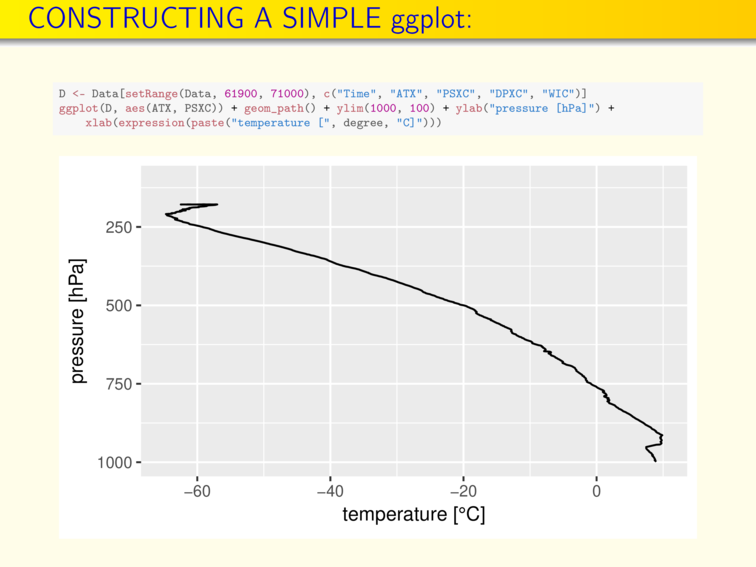 CONSTRUCTING A SIMPLE ggplot:
D <- Data[setRange(Data, 61900, 71000), c("Time", "ATX", "PSXC", "DPXC", "WIC")]
ggplot(D, aes(ATX, PSXC)) + geom_path() + ylim(1000, 100) + ylab("pressure [hPa]") +
    xlab(expression(paste("temperature [", degree, "C]")))
pressure [hPa]
250
500
750
1000
−60
−40
−20
0
temperature [°C]